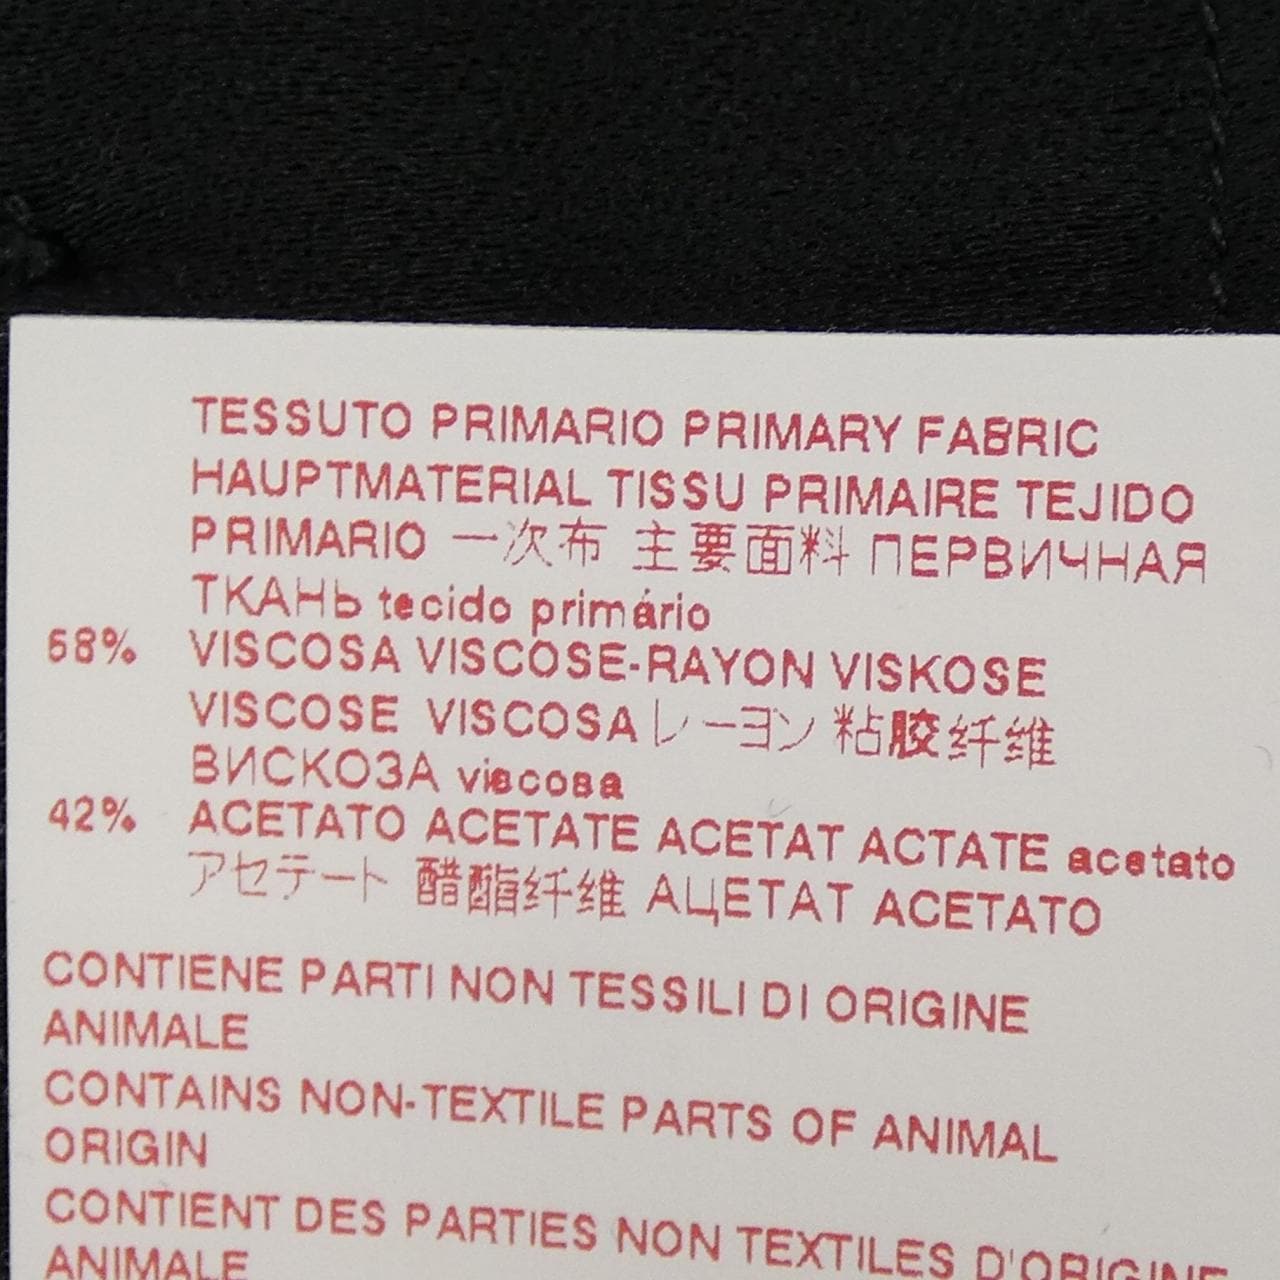 TESSUTO PRIMARIO PRIMARY FABRIC
HAUPTMATERIAL TISSU PRIMAIRE TEJIDO
PRIMARIO 一次布 主要面料 ПЕРВИЧНАЯ
ТКАНЬ tecido primário
58% VISCOSA VISCOSE-RAYON VISKOSE
VISCOSE VISCOSA レーヨン 粘胶纤维
ВИСКОЗА viscosa
42% ACETATO ACETATE ACETAT ACTATE acetato
アセテート 醋酯纤维 АЦЕТАТ ACETATO
CONTIENE PARTI NON TESSILI DI ORIGINE
ANIMALE
CONTAINS NON-TEXTILE PARTS OF ANIMAL
ORIGIN
CONTIENT DES PARTIES NON TEXTILES D'ORIGINE
ANIMALE